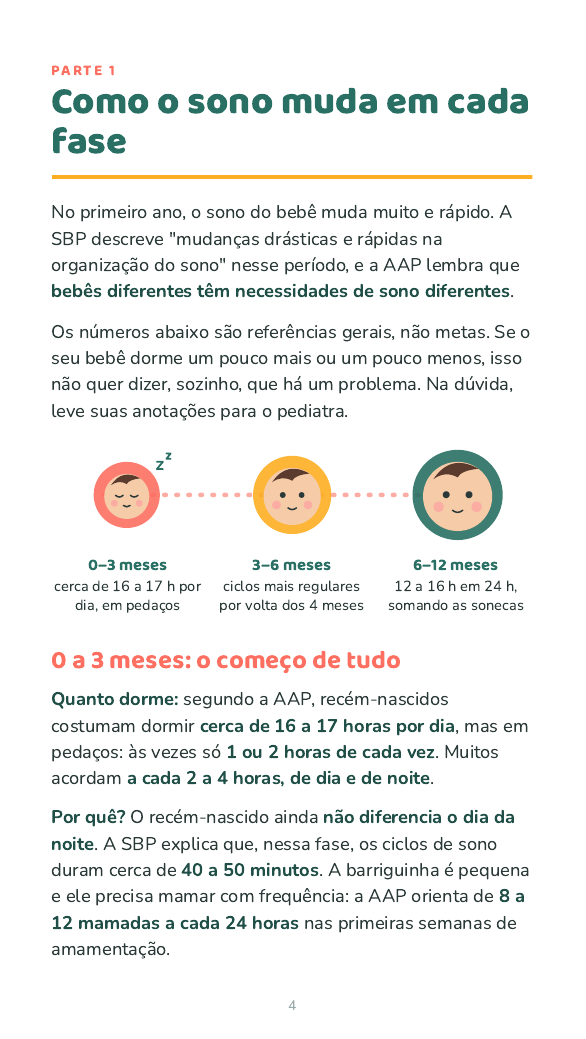 PARTE 1
Como o sono muda em cada
fase
No primeiro ano, o sono do bebê muda muito e rápido. A
SBP descreve "mudanças drásticas e rápidas na
organização do sono" nesse período, e a AAP lembra que
bebês diferentes têm necessidades de sono diferentes.
Os números abaixo são referências gerais, não metas. Se o
seu bebê dorme um pouco mais ou um pouco menos, isso
não quer dizer, sozinho, que há um problema. Na dúvida,
leve suas anotações para o pediatra.
z z
0–3 meses
cerca de 16 a 17 h por
dia, em pedaços
3–6 meses
ciclos mais regulares
por volta dos 4 meses
6–12 meses
12 a 16 h em 24 h,
somando as sonecas
0 a 3 meses: o começo de tudo
Quanto dorme: segundo a AAP, recém-nascidos
costumam dormir cerca de 16 a 17 horas por dia, mas em
pedaços: às vezes só 1 ou 2 horas de cada vez. Muitos
acordam a cada 2 a 4 horas, de dia e de noite.
Por quê? O recém-nascido ainda não diferencia o dia da
noite. A SBP explica que, nessa fase, os ciclos de sono
duram cerca de 40 a 50 minutos. A barriguinha é pequena
e ele precisa mamar com frequência: a AAP orienta de 8 a
12 mamadas a cada 24 horas nas primeiras semanas de
amamentação.
4